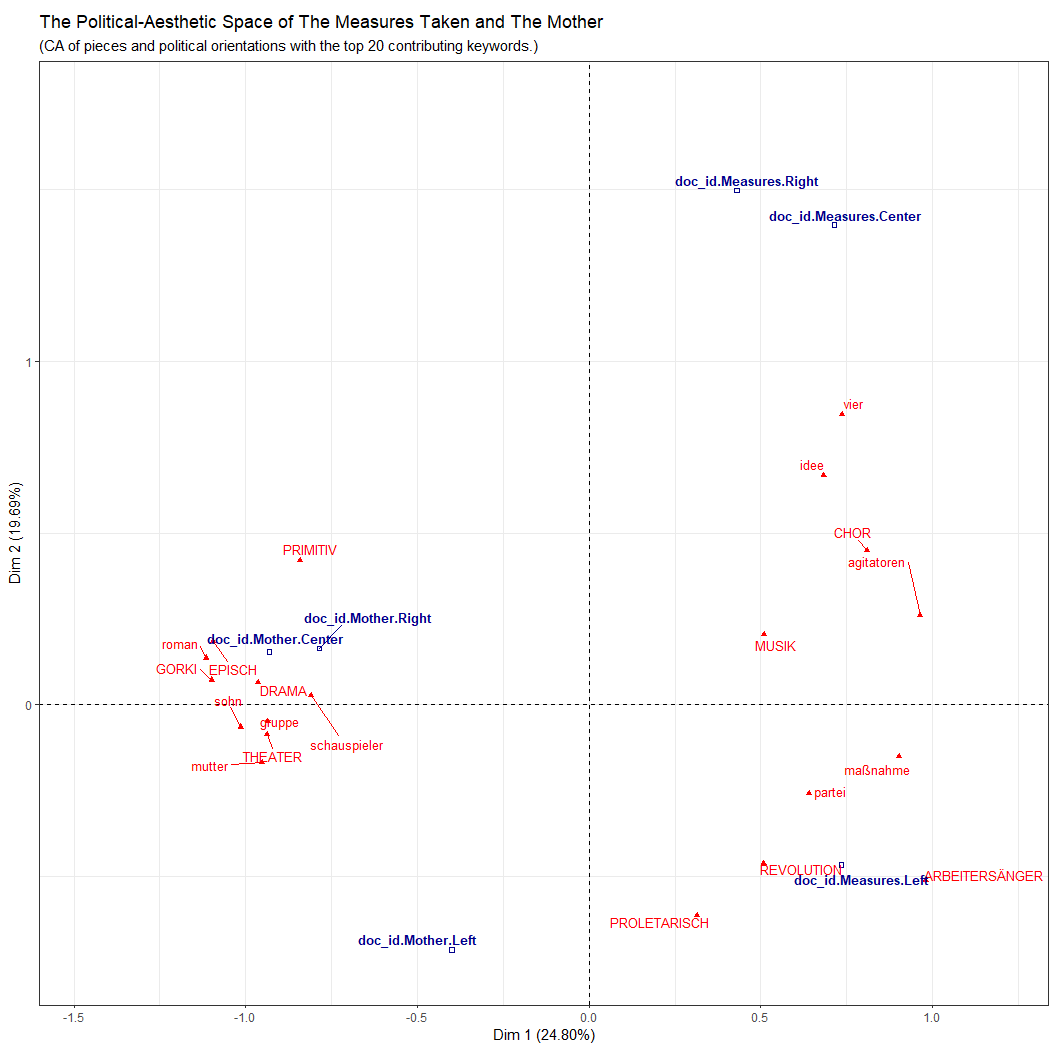 The Political-Aesthetic Space of The Measures Taken and The Mother
(CA of pieces and political orientations with the top 20 contributing keywords.)
doc_id.Measures.Right
doc_id.Measures.Center
1
vier
idee
CHOR
agitatoren
PRIMITIV
doc_id.Mother.Right
doc_id.Mother.Center
roman
MUSIK
GORKI
EPISCH
DRAMA
sohn
0
gruppe
schauspieler
THEATER
mutter
maßnahme
partei
REVOLUTION
ARBEITERSÄNGER
doc_id.Measures.Left
PROLETARISCH
doc_id.Mother.Left
Dim 2 (19.69%)
-1.5
-1.0
-0.5
0.0
0.5
1.0
Dim 1 (24.80%)